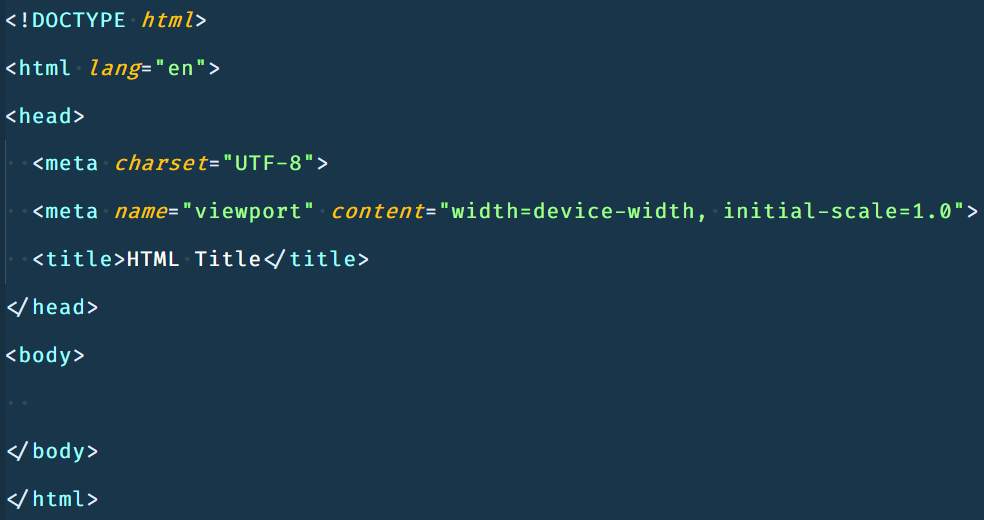 <!DOCTYPE html>
<html lang="en">
<head>
  <meta charset="UTF-8">
  <meta name="viewport" content="width=device-width, initial-scale=1.0">
  <title>HTML Title</title>
</head>
<body>
  
</body>
</html>